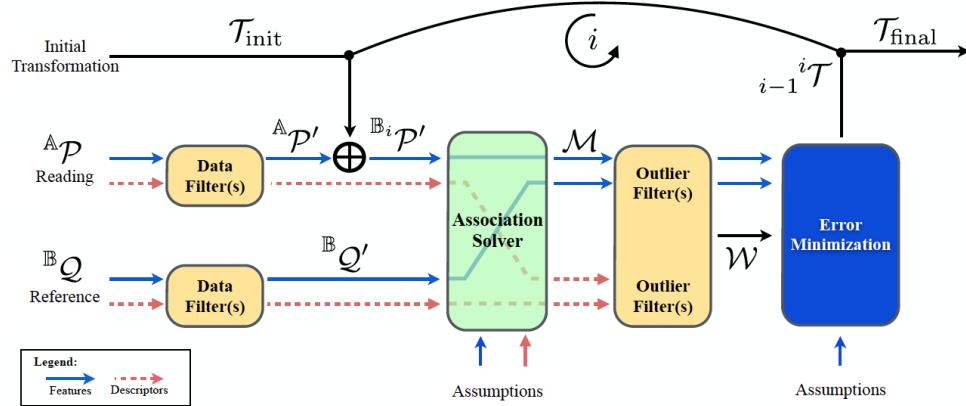 Initial
Transformation
𝒯init
i
𝒯final
i−1 i𝒯
𝔸𝒫
Reading
Data
Filter(s)
𝔸𝒫′
𝔹i𝒫′
ℳ
Association
Solver
Outlier
Filter(s)
Error
Minimization
𝒲
𝔹𝒬
Reference
Data
Filter(s)
𝔹𝒬′
Outlier
Filter(s)
Legend:
Features
Descriptors
Assumptions
Assumptions